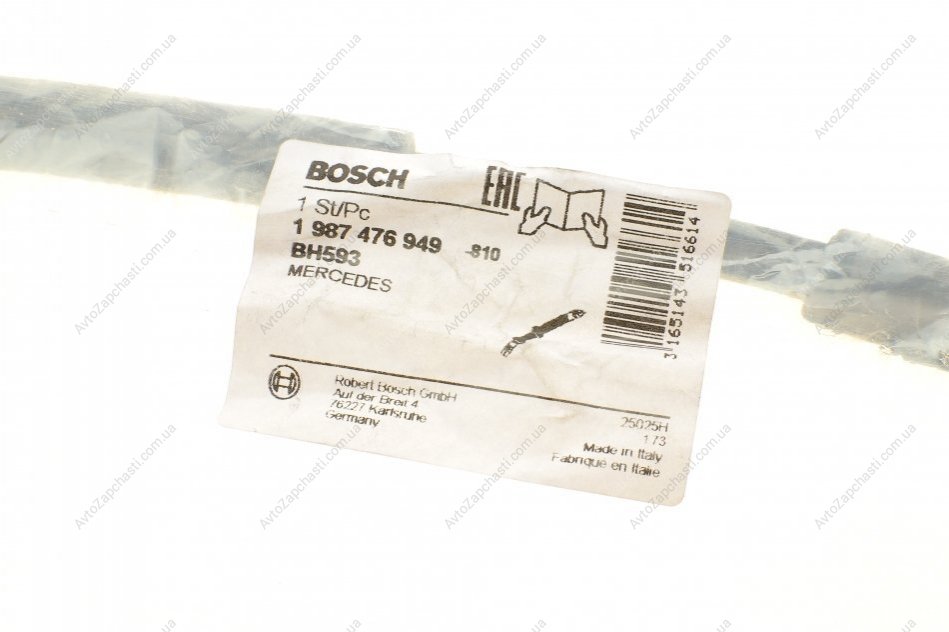 BOSCH
EAC
1 St/Pc
1 987 476 949 -810
BH593
MERCEDES
3 165143 516614
Robert Bosch GmbH
Auf der Breit 4
76227 Karlsruhe
Germany
25025H
173
Made in Italy
Fabriqué en Italie
AvtoZapchasti.com.ua